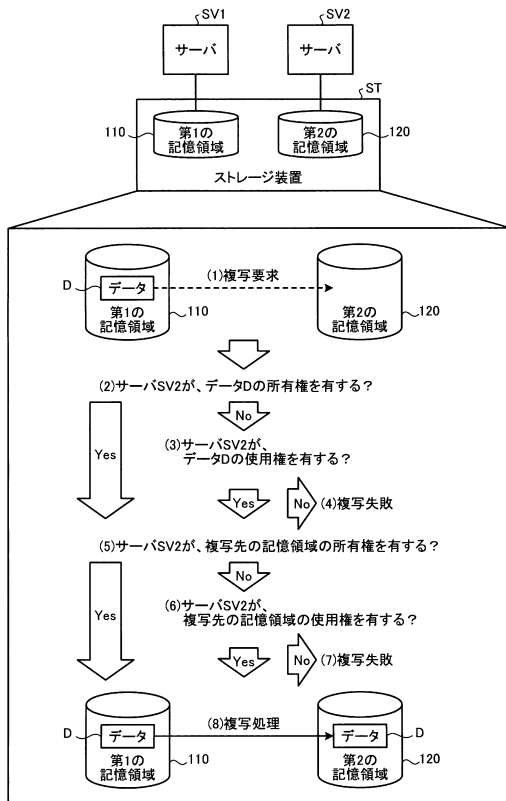 SV1
SV2
サーバ
サーバ
ST
110
第1の
記憶領域
第2の
記憶領域
120
ストレージ装置
(1)複写要求
D
データ
第1の
記憶領域
110
第2の
記憶領域
120
(2)サーバSV2が、データDの所有権を有する？
No
Yes
(3)サーバSV2が、
データDの使用権を有する？
Yes
No
(4)複写失敗
(5)サーバSV2が、複写先の記憶領域の所有権を有する？
No
Yes
(6)サーバSV2が、
複写先の記憶領域の使用権を有する？
Yes
No
(7)複写失敗
(8)複写処理
D
データ
データ
D
第1の
記憶領域
110
第2の
記憶領域
120